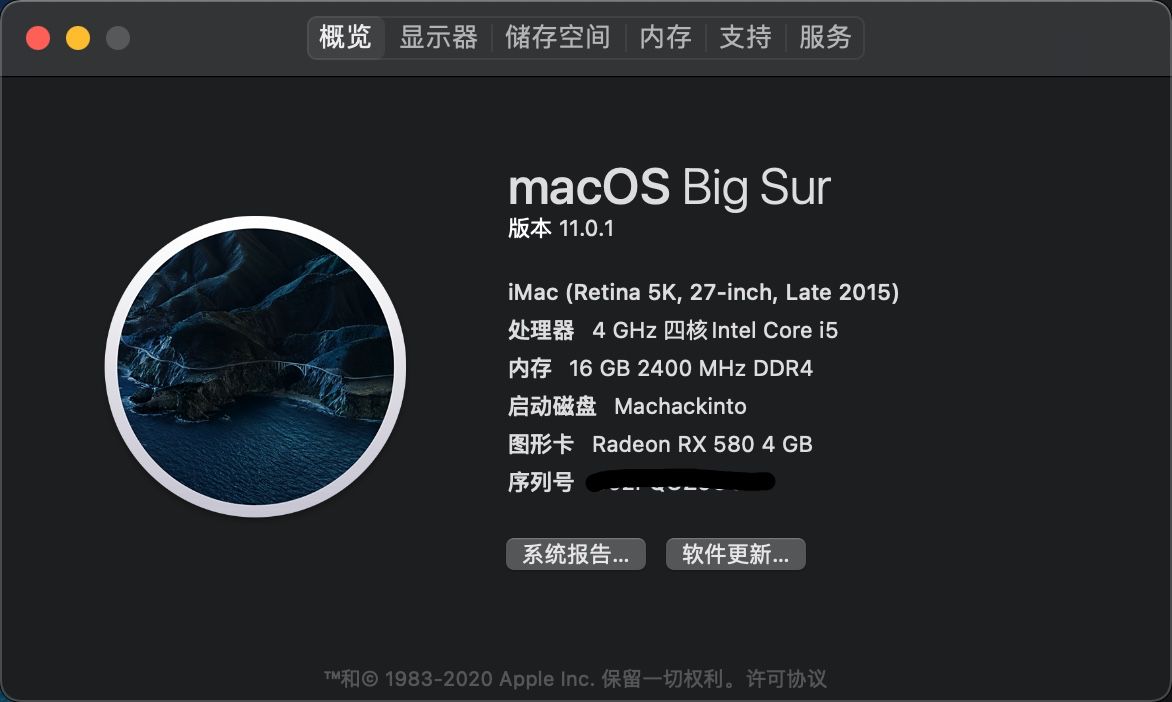 概览 显示器 储存空间 内存 支持 服务
macOS Big Sur
版本 11.0.1
iMac (Retina 5K, 27-inch, Late 2015)
处理器 4 GHz 四核Intel Core i5
内存 16 GB 2400 MHz DDR4
启动磁盘 Machackinto
图形卡 Radeon RX 580 4 GB
序列号
系统报告... 软件更新...
™和© 1983-2020 Apple Inc. 保留一切权利。许可协议